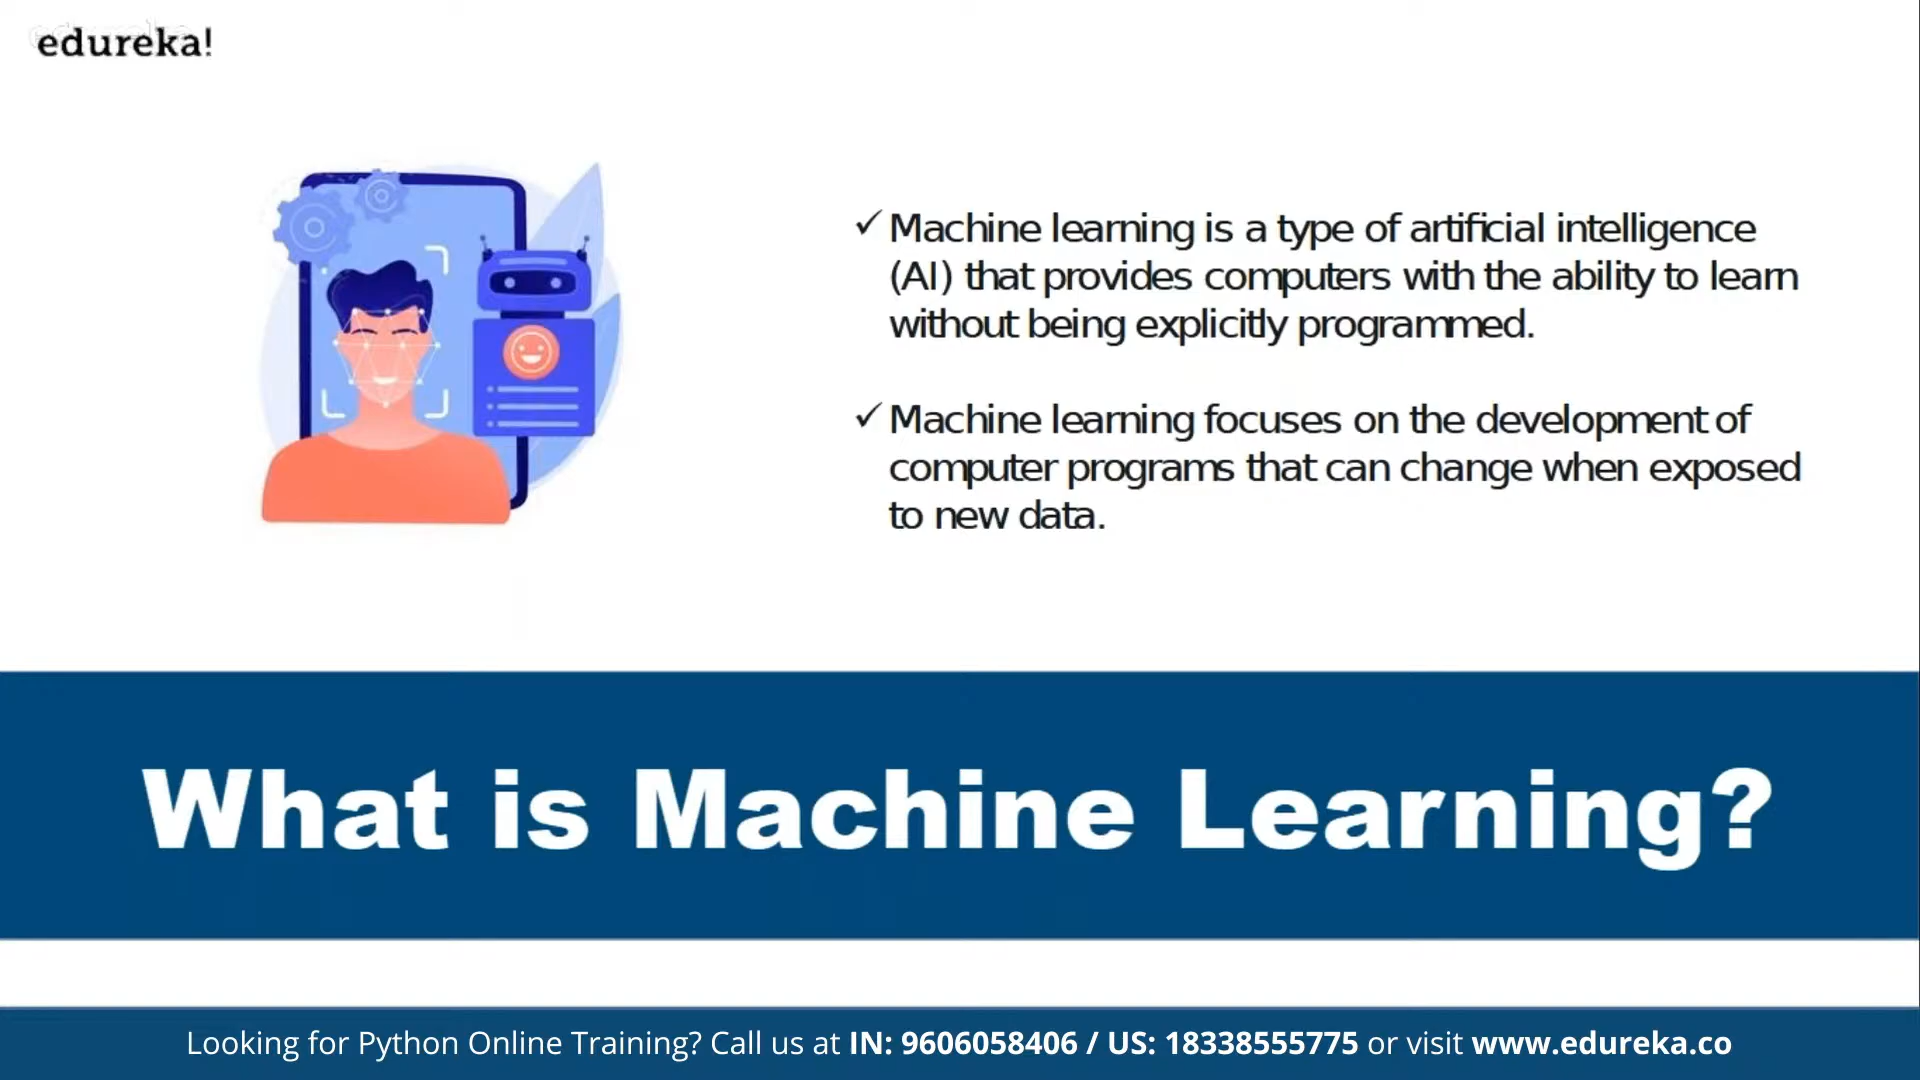 edureka!
✓ Machine learning is a type of artificial intelligence
(AI) that provides computers with the ability to learn
without being explicitly programmed.
✓ Machine learning focuses on the development of
computer programs that can change when exposed
to new data.
What is Machine Learning?
Looking for Python Online Training? Call us at IN: 9606058406 / US: 18338555775 or visit www.edureka.co